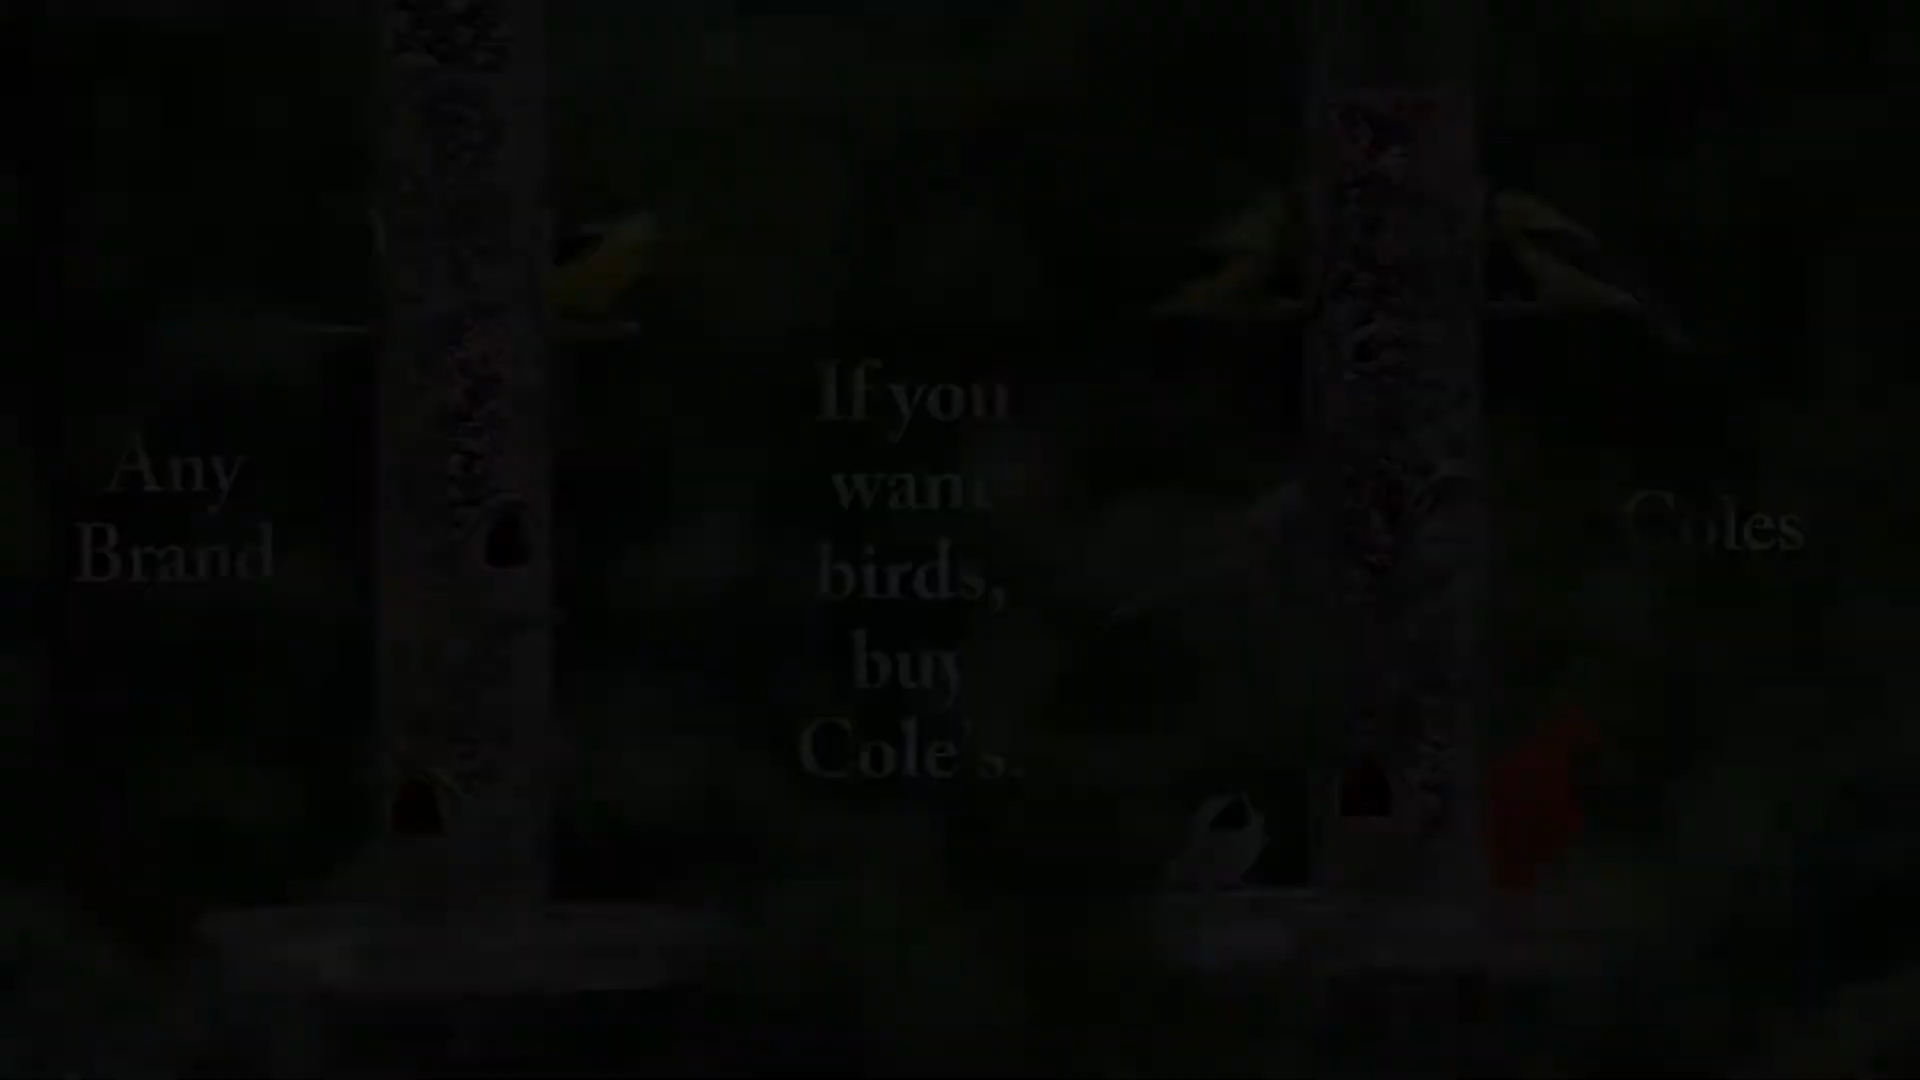 Any
Brand
If you
want
birds,
buy
Cole's.
Coles